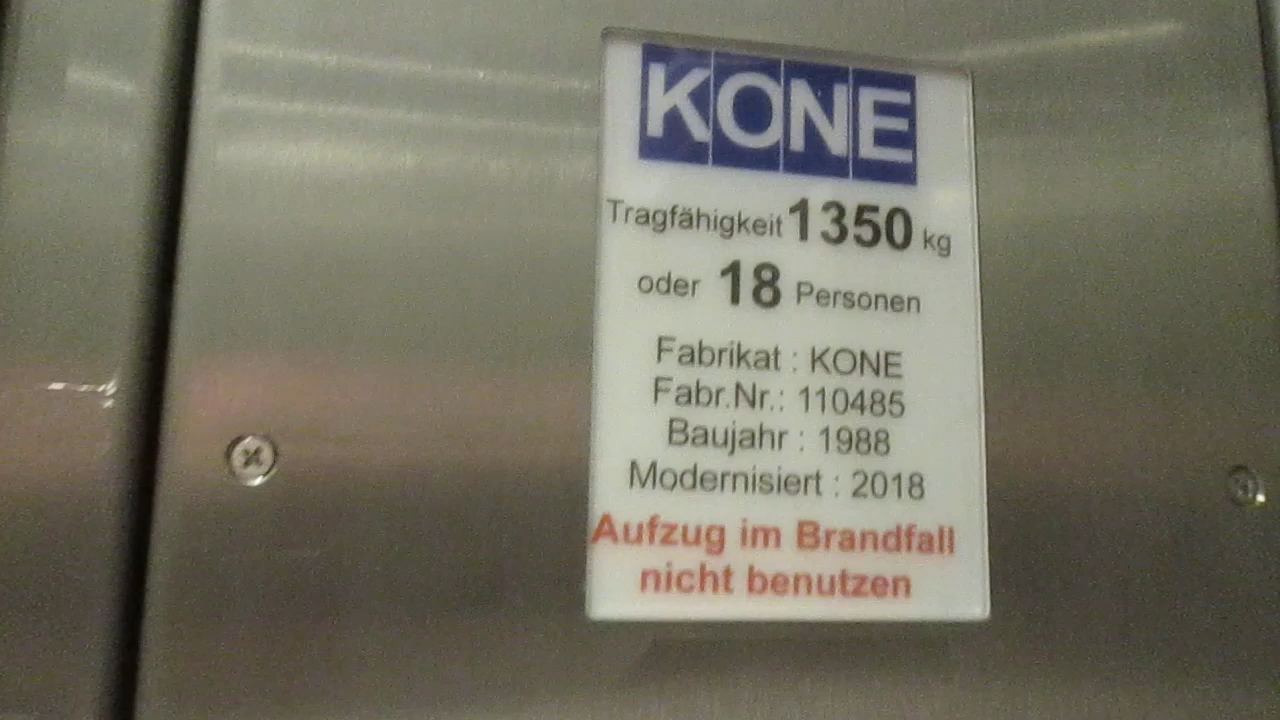 KONE
Tragfähigkeit 1350 kg
oder 18 Personen
Fabrikat : KONE
Fabr.Nr.: 110485
Baujahr : 1988
Modernisiert : 2018
Aufzug im Brandfall
nicht benutzen